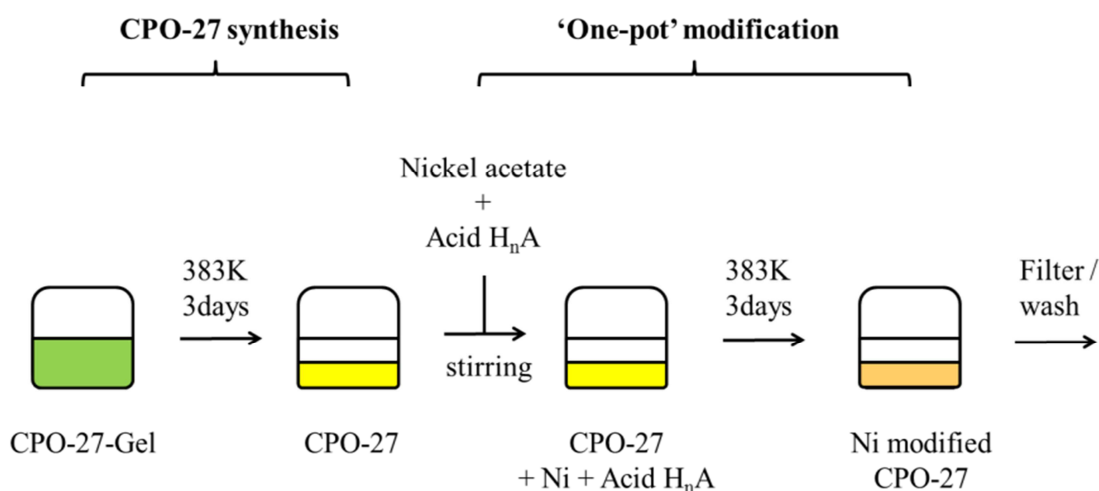 CPO-27 synthesis
‘One-pot’ modification
Nickel acetate
+
Acid HₙA
383K
3days
stirring
383K
3days
Filter /
wash
CPO-27-Gel
CPO-27
CPO-27
+ Ni + Acid HₙA
Ni modified
CPO-27